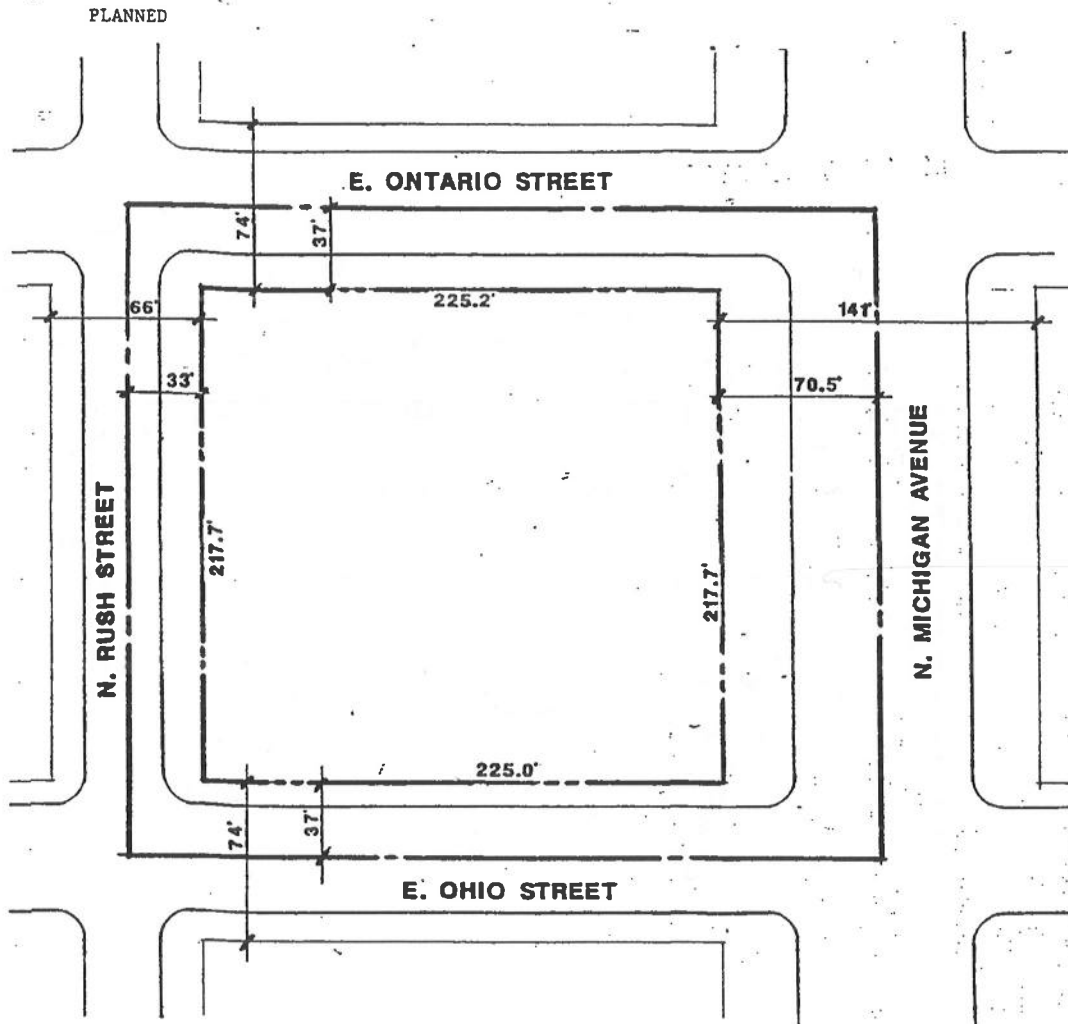 PLANNED
E. ONTARIO STREET
74'
37'
225.2'
66'
141'
33'
70.5'
N. RUSH STREET
217.7'
217.7'
N. MICHIGAN AVENUE
225.0'
74'
37'
E. OHIO STREET